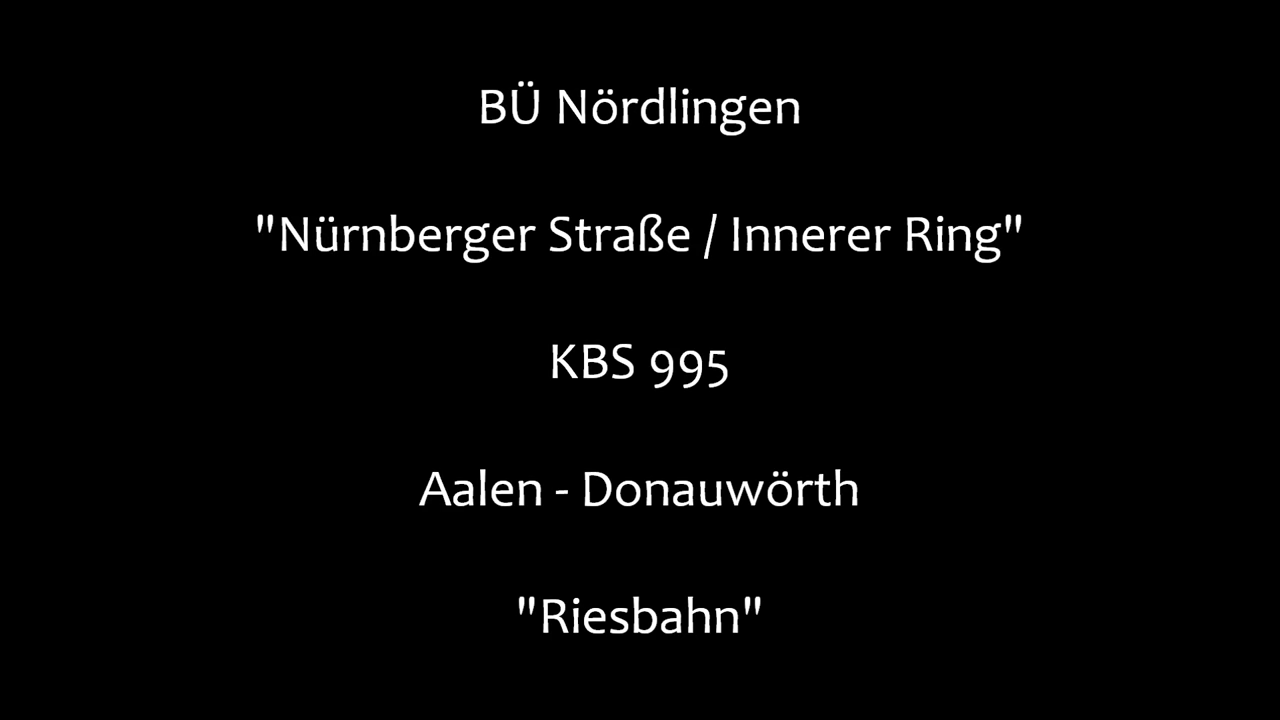 BÜ Nördlingen
"Nürnberger Straße / Innerer Ring"
KBS 995
Aalen - Donauwörth
"Riesbahn"